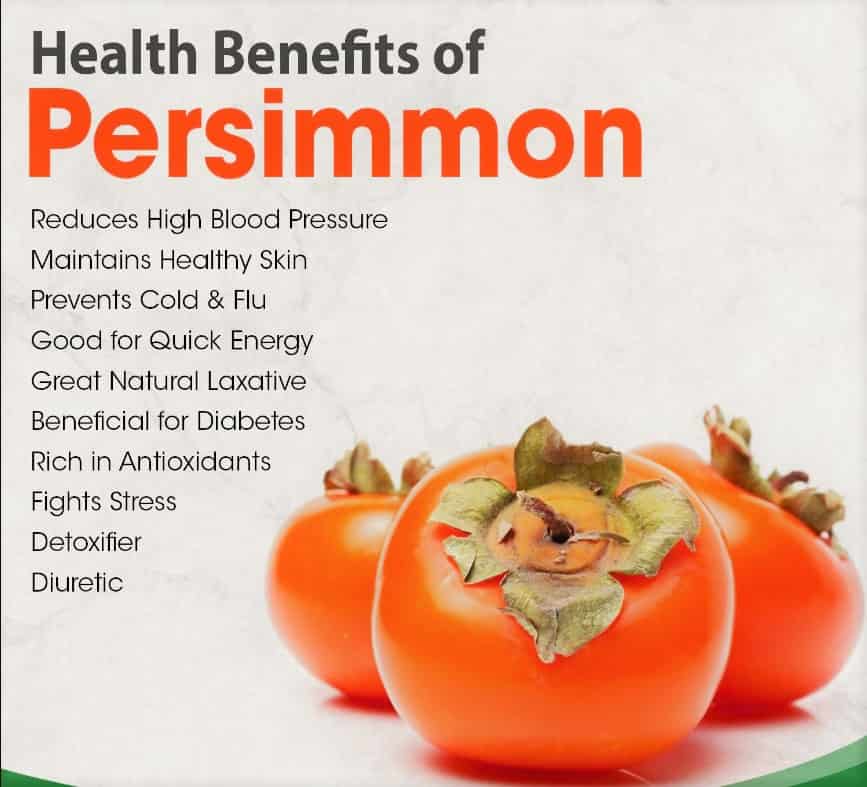 Health Benefits of
Persimmon
Reduces High Blood Pressure
Maintains Healthy Skin
Prevents Cold & Flu
Good for Quick Energy
Great Natural Laxative
Beneficial for Diabetes
Rich in Antioxidants
Fights Stress
Detoxifier
Diuretic